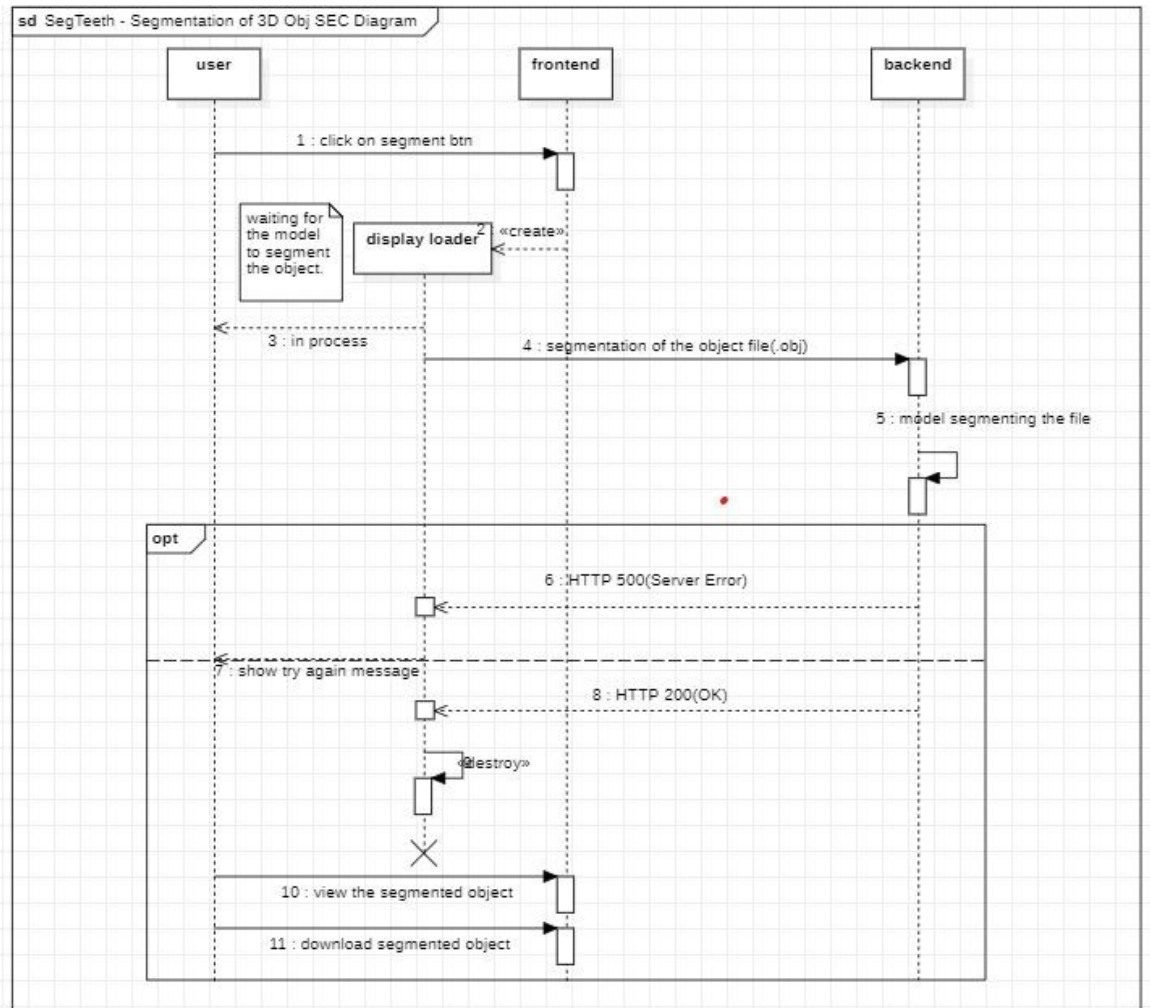 sd SegTeeth - Segmentation of 3D Obj SEC Diagram
user
frontend
backend
1 : click on segment btn
waiting for
the model
to segment
the object.
display loader
2 «create»
3 : in process
4 : segmentation of the object file(.obj)
5 : model segmenting the file
opt
6 : HTTP 500(Server Error)
7 : show try again message
8 : HTTP 200(OK)
9 «destroy»
10 : view the segmented object
11 : download segmented object